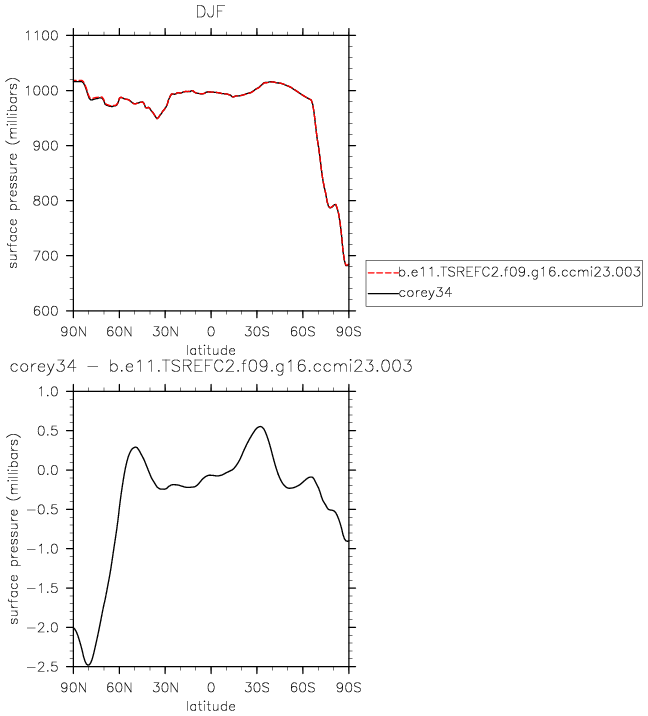 DJF
1100
1000
900
800
700
600
surface pressure (millibars)
90N 60N 30N 0 30S 60S 90S
latitude
b.e11.TSREFC2.f09.g16.ccmi23.003
corey34
corey34 − b.e11.TSREFC2.f09.g16.ccmi23.003
1.0
0.5
0.0
−0.5
−1.0
−1.5
−2.0
−2.5
surface pressure (millibars)
90N 60N 30N 0 30S 60S 90S
latitude